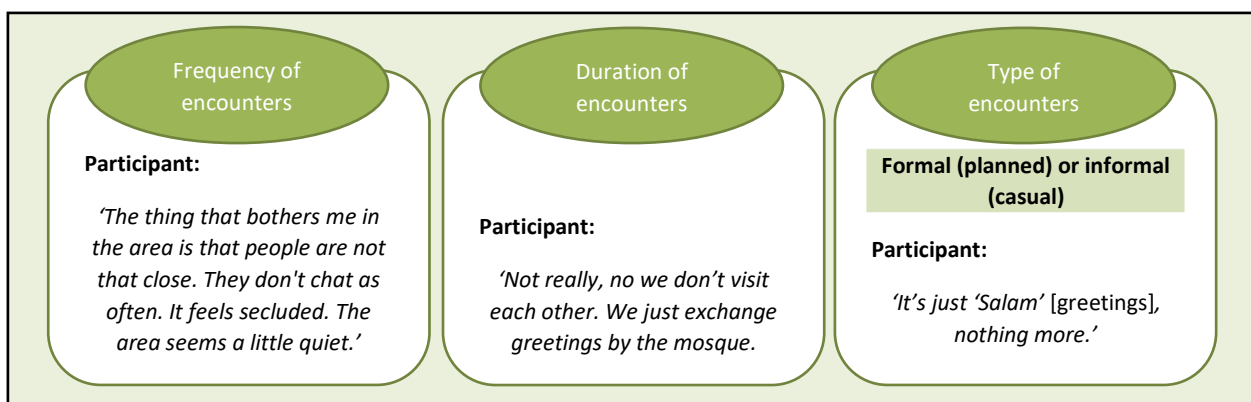 Frequency of
encounters
Participant:
‘The thing that bothers me in
the area is that people are not
that close. They don't chat as
often. It feels secluded. The
area seems a little quiet.’
Duration of
encounters
Participant:
‘Not really, no we don’t visit
each other. We just exchange
greetings by the mosque.
Type of
encounters
Formal (planned) or informal
(casual)
Participant:
‘It’s just ‘Salam’ [greetings],
nothing more.’